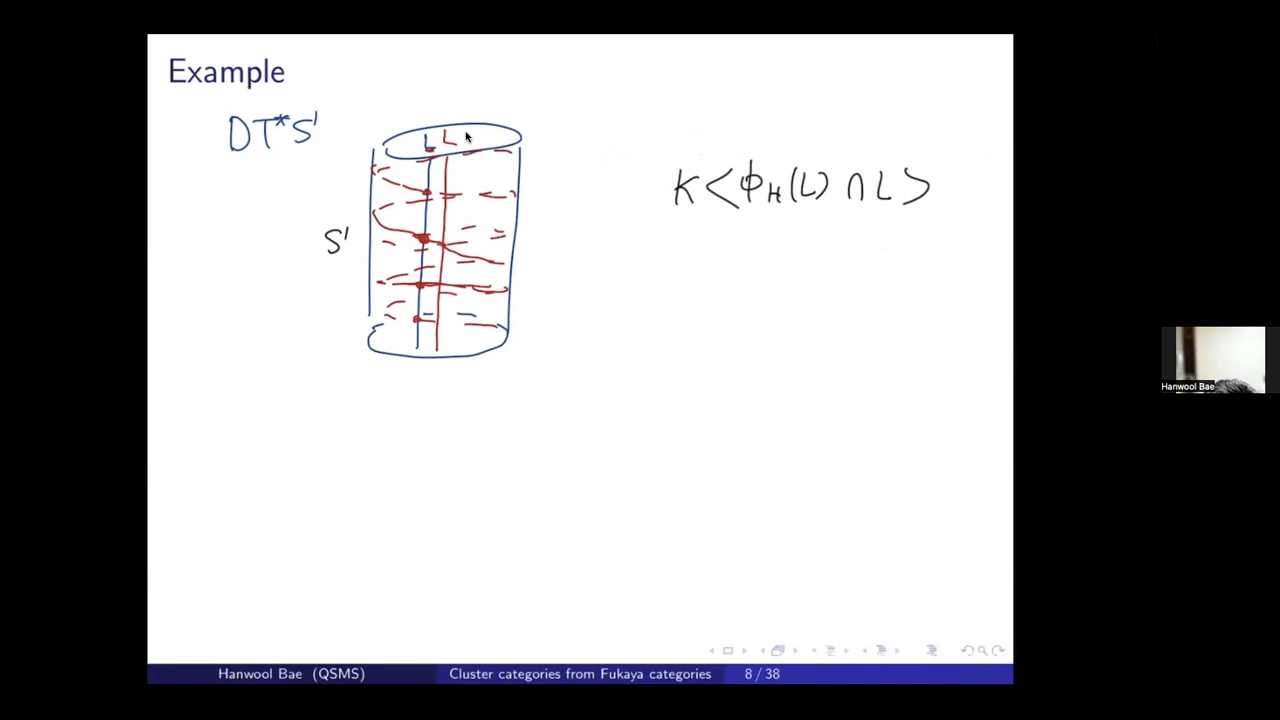 Example
DT*S¹
L L
S¹
K<ϕ_H(L) ∩ L>
Hanwool Bae
Hanwool Bae (QSMS) Cluster categories from Fukaya categories 8 / 38